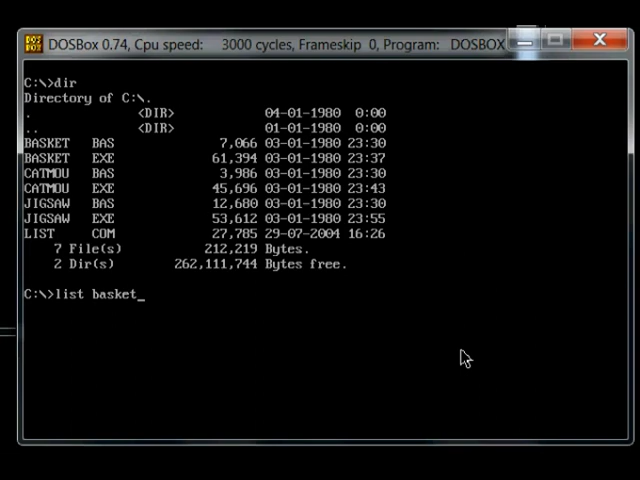 DOSBox 0.74, Cpu speed: 3000 cycles, Frameskip 0, Program: DOSBOX
C:\>dir
Directory of C:\.
. <DIR> 04-01-1980 0:00
.. <DIR> 01-01-1980 0:00
BASKET BAS 7,066 03-01-1980 23:30
BASKET EXE 61,394 03-01-1980 23:37
CATMOU BAS 3,986 03-01-1980 23:30
CATMOU EXE 45,696 03-01-1980 23:43
JIGSAW BAS 12,680 03-01-1980 23:30
JIGSAW EXE 53,612 03-01-1980 23:55
LIST COM 27,785 29-07-2004 16:26
7 File(s) 212,219 Bytes.
2 Dir(s) 262,111,744 Bytes free.
C:\>list basket_